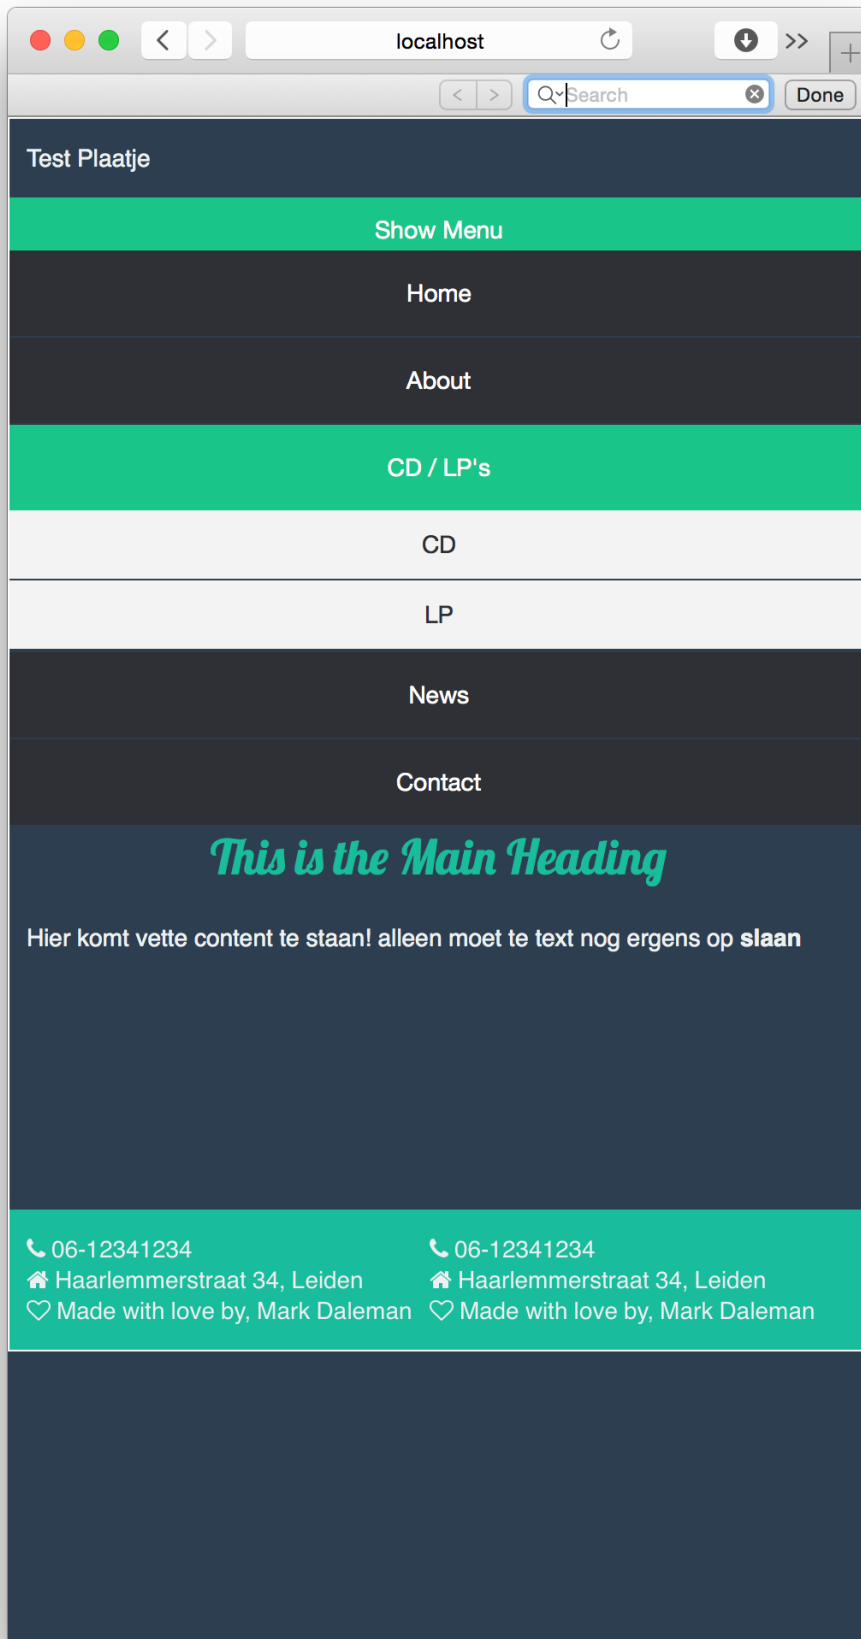 localhost
Search
Done
Test Plaatje
Show Menu
Home
About
CD / LP's
CD
LP
News
Contact
This is the Main Heading
Hier komt vette content te staan! alleen moet te text nog ergens op slaan
06-12341234
Haarlemmerstraat 34, Leiden
Made with love by, Mark Daleman
06-12341234
Haarlemmerstraat 34, Leiden
Made with love by, Mark Daleman